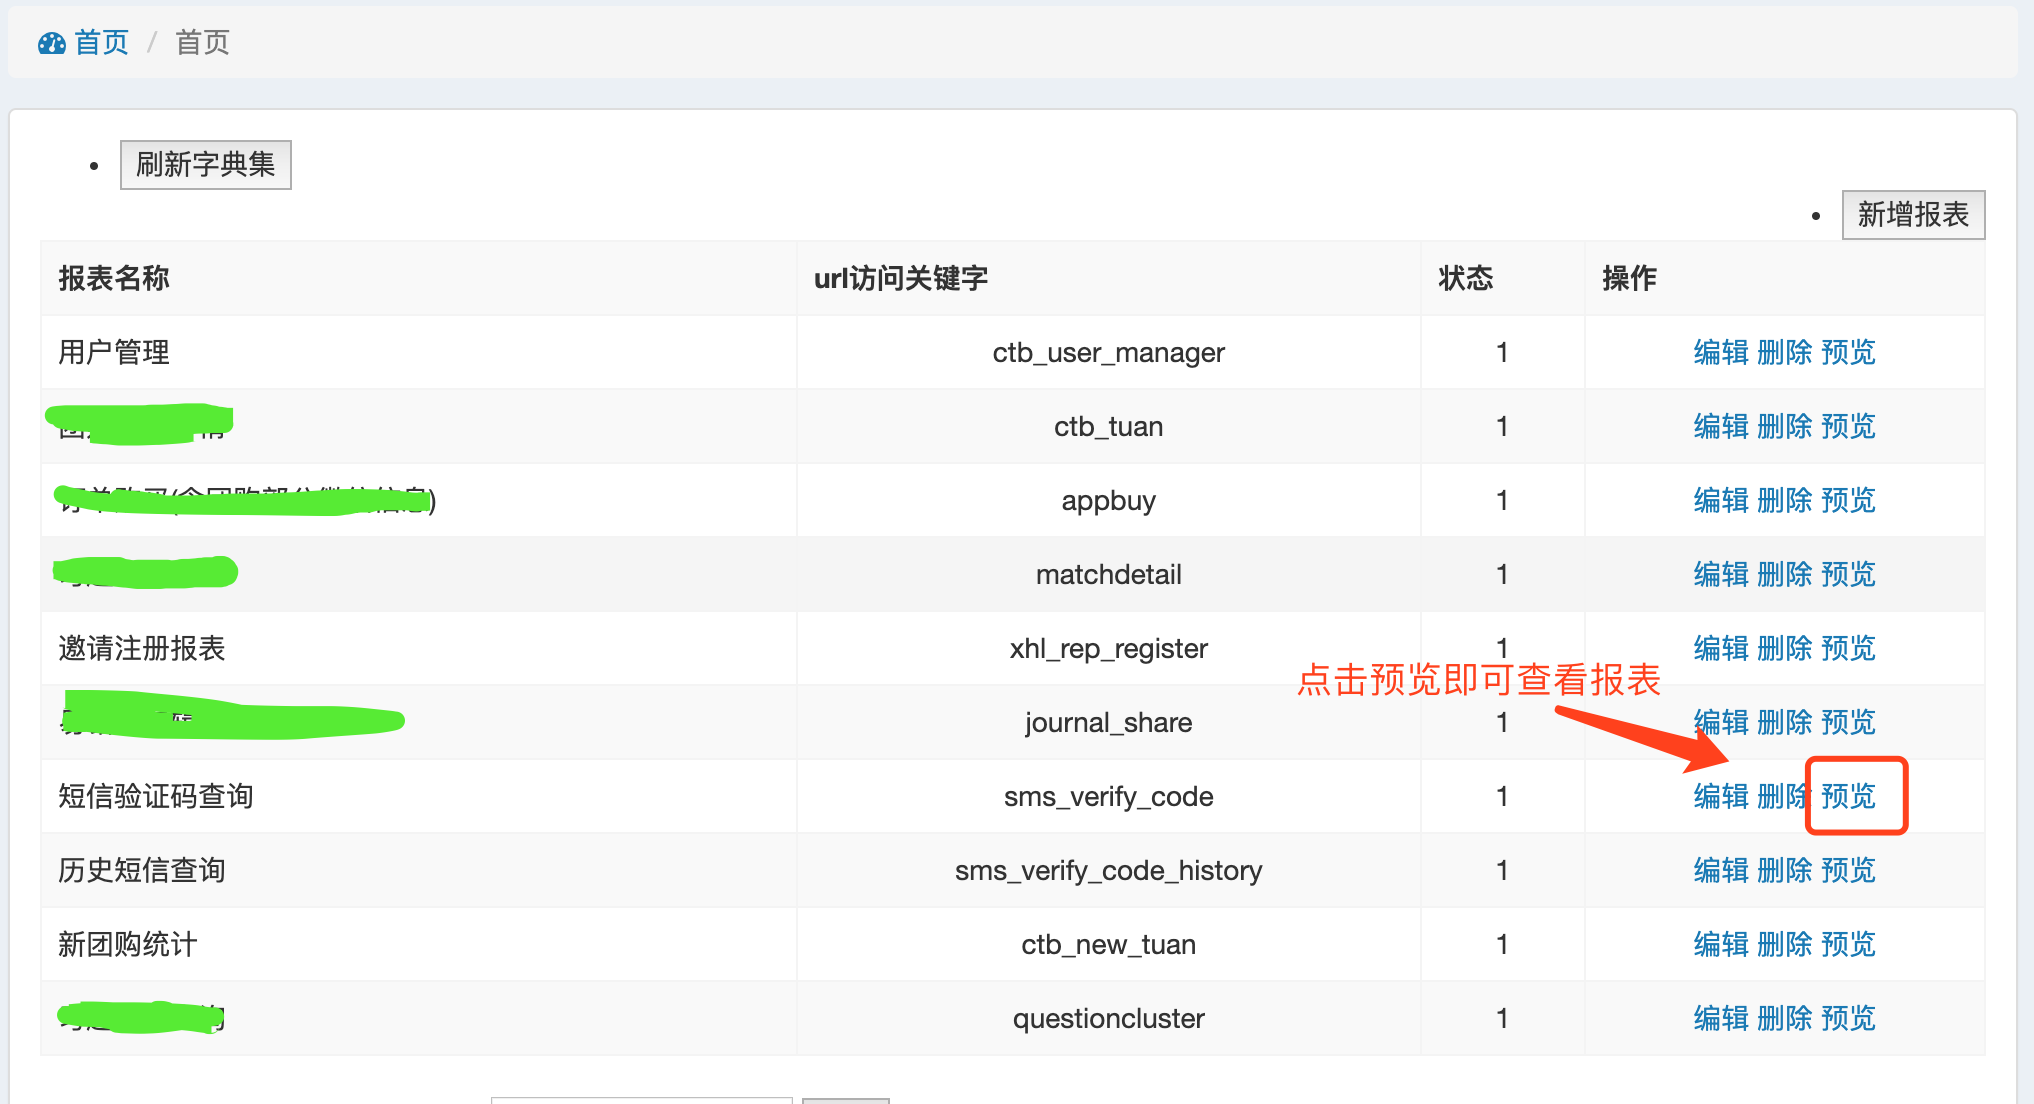 首页 / 首页
刷新字典集
新增报表
报表名称 url访问关键字 状态 操作
用户管理 ctb_user_manager 1 编辑 删除 预览
ctb_tuan 1 编辑 删除 预览
appbuy 1 编辑 删除 预览
matchdetail 1 编辑 删除 预览
邀请注册报表 xhl_rep_register 1 编辑 删除 预览
点击预览即可查看报表
journal_share 1 编辑 删除 预览
短信验证码查询 sms_verify_code 1 编辑 删除 预览
历史短信查询 sms_verify_code_history 1 编辑 删除 预览
新团购统计 ctb_new_tuan 1 编辑 删除 预览
questioncluster 1 编辑 删除 预览